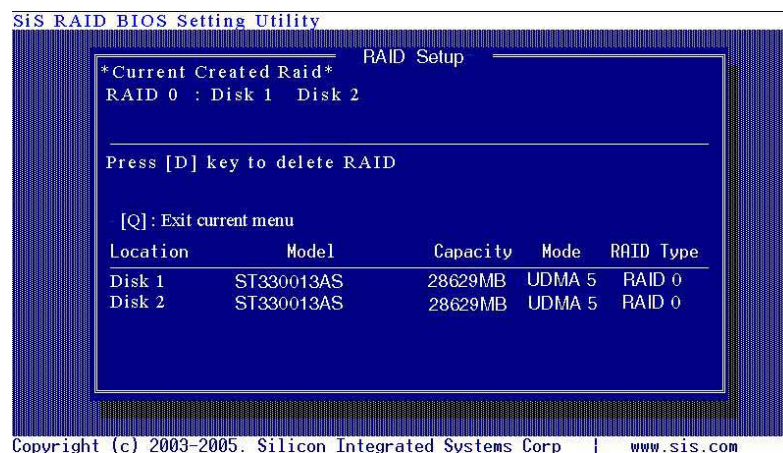 SiS RAID BIOS Setting Utility
RAID Setup
*Current Created Raid*
RAID 0 : Disk 1 Disk 2
Press [D] key to delete RAID
[Q] : Exit current menu
Location Model Capacity Mode RAID Type
Disk 1 ST330013AS 28629MB UDMA 5 RAID 0
Disk 2 ST330013AS 28629MB UDMA 5 RAID 0
Copyright (c) 2003-2005. Silicon Integrated Systems Corp | www.sis.com